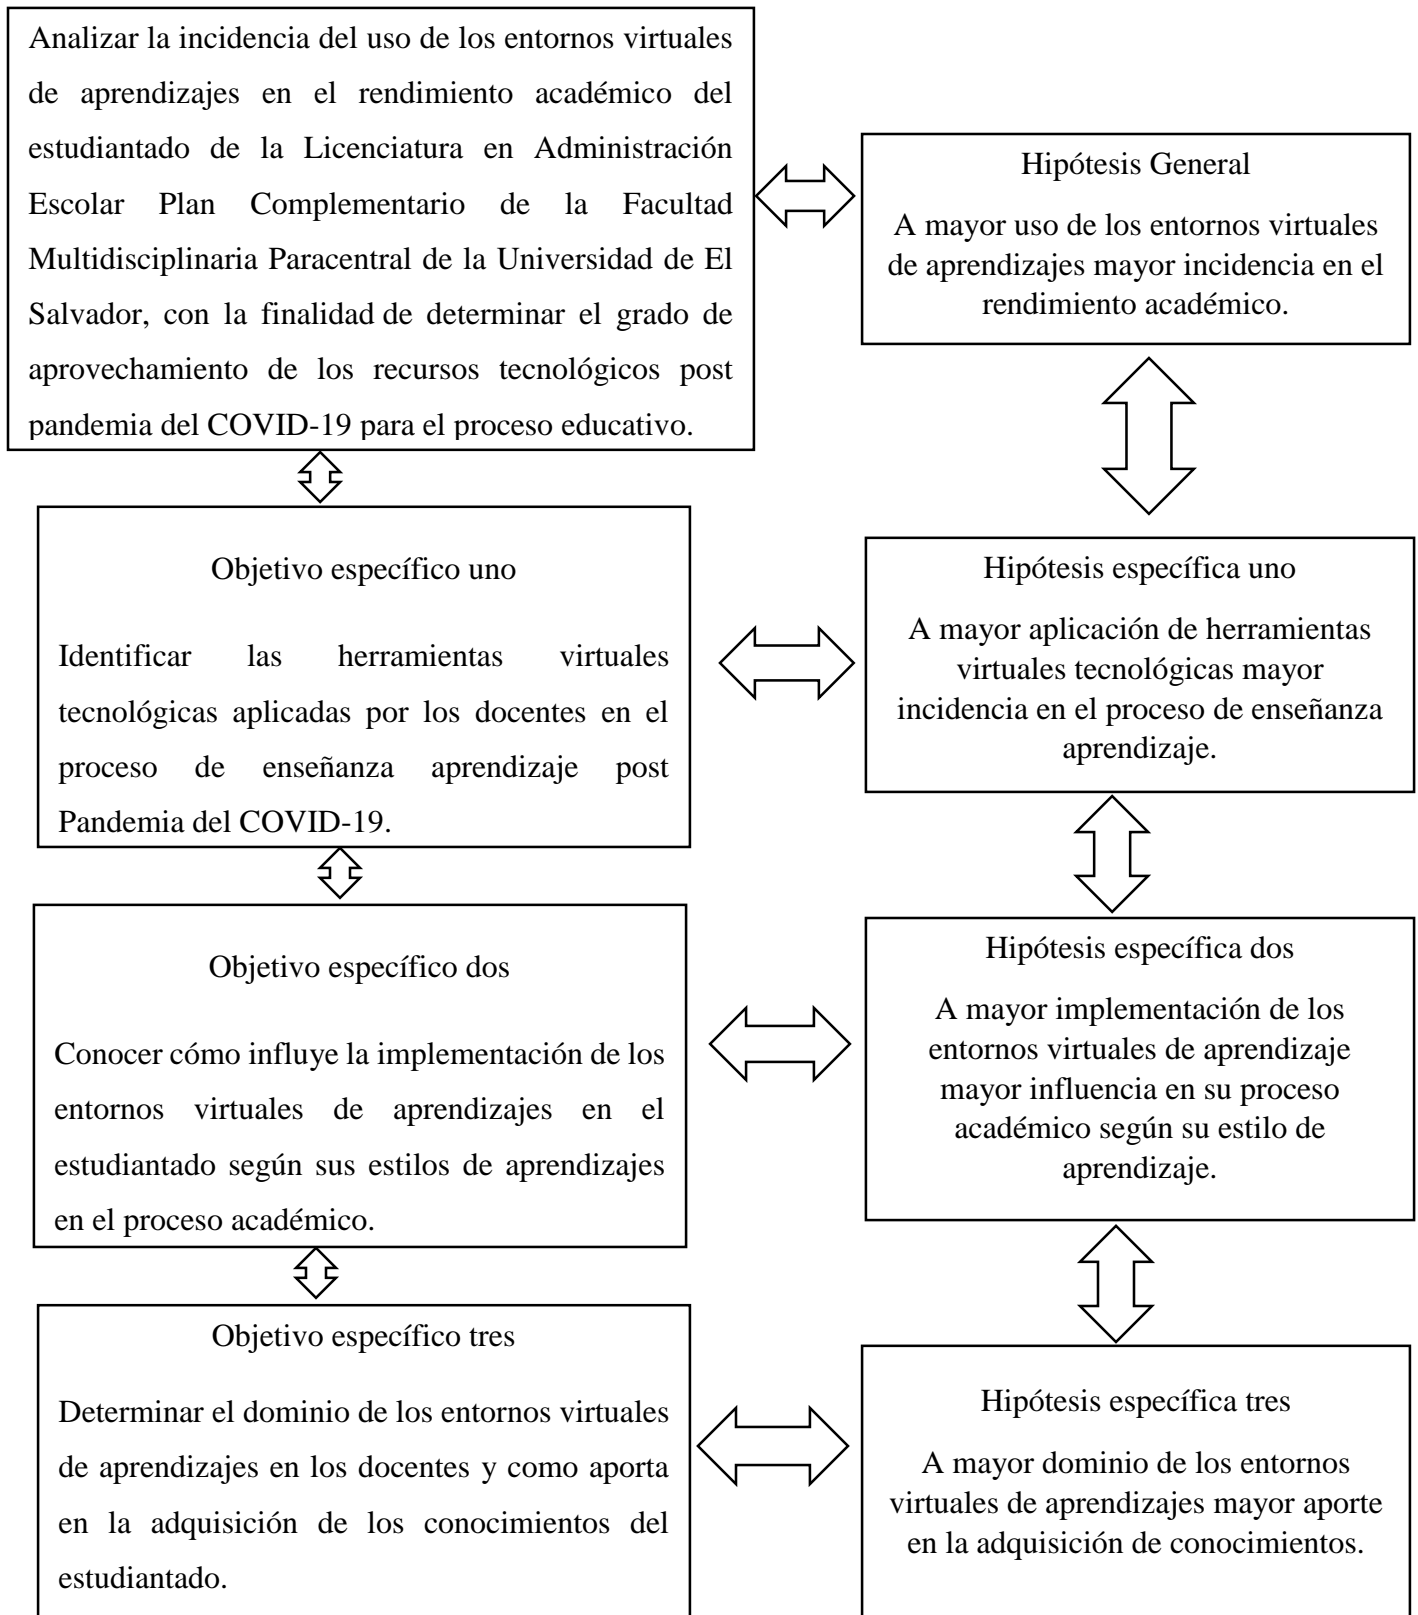 Analizar la incidencia del uso de los entornos virtuales
de aprendizajes en el rendimiento académico del
estudiantado de la Licenciatura en Administración
Escolar Plan Complementario de la Facultad
Multidisciplinaria Paracentral de la Universidad de El
Salvador, con la finalidad de determinar el grado de
aprovechamiento de los recursos tecnológicos post
pandemia del COVID-19 para el proceso educativo.
Hipótesis General
A mayor uso de los entornos virtuales
de aprendizajes mayor incidencia en el
rendimiento académico.
Objetivo específico uno
Identificar las herramientas virtuales
tecnológicas aplicadas por los docentes en el
proceso de enseñanza aprendizaje post
Pandemia del COVID-19.
Hipótesis específica uno
A mayor aplicación de herramientas
virtuales tecnológicas mayor
incidencia en el proceso de enseñanza
aprendizaje.
Objetivo específico dos
Conocer cómo influye la implementación de los
entornos virtuales de aprendizajes en el
estudiantado según sus estilos de aprendizajes
en el proceso académico.
Hipótesis específica dos
A mayor implementación de los
entornos virtuales de aprendizaje
mayor influencia en su proceso
académico según su estilo de
aprendizaje.
Objetivo específico tres
Determinar el dominio de los entornos virtuales
de aprendizajes en los docentes y como aporta
en la adquisición de los conocimientos del
estudiantado.
Hipótesis específica tres
A mayor dominio de los entornos
virtuales de aprendizajes mayor aporte
en la adquisición de conocimientos.